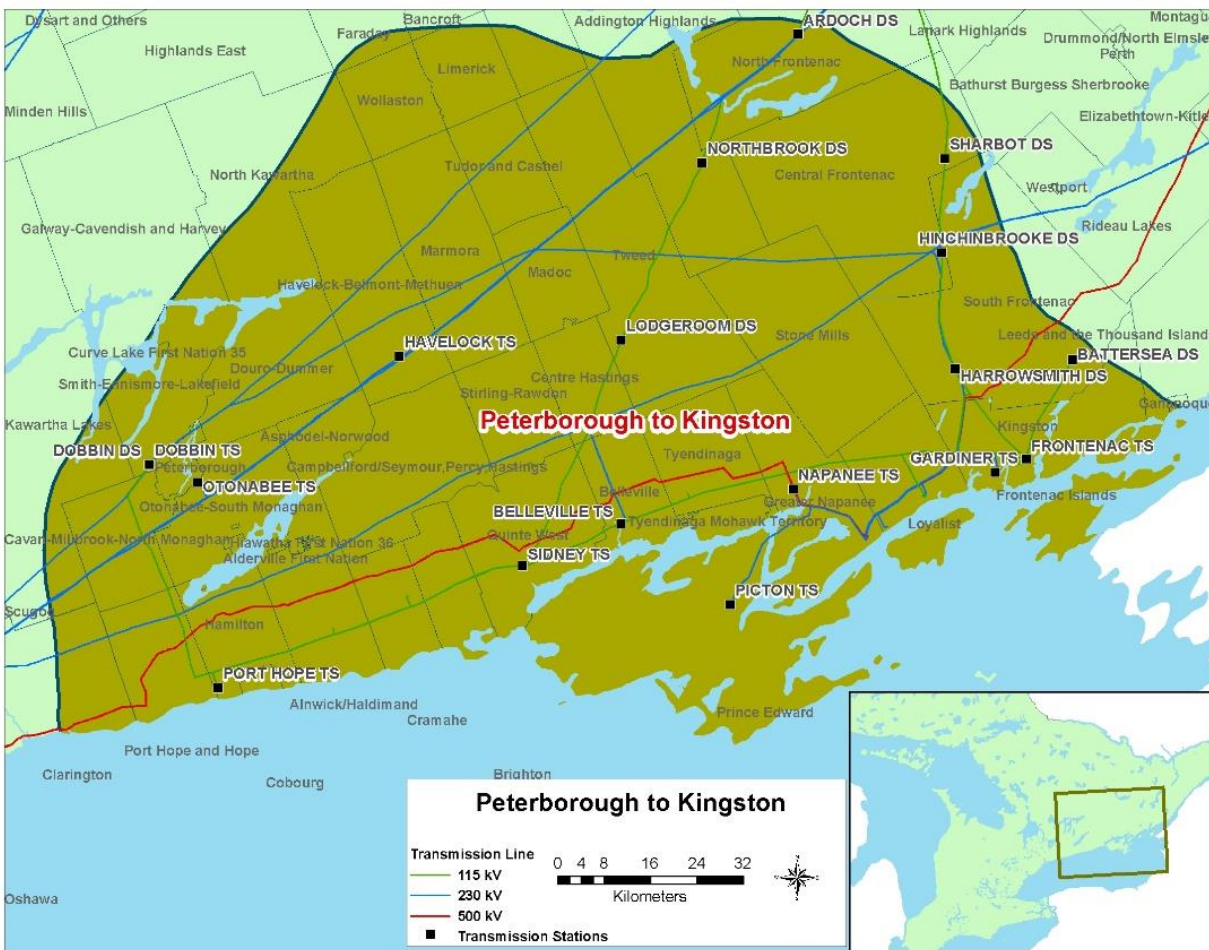 Dysart and Others
Bancroft
Addington Highlands
ARDOCH DS
Lanark Highlands
Montagu
Faraday
Highlands East
Drummond/North Elmsle
Perth
North Frontenac
Limerick
Bathurst Burgess Sherbrooke
Wollaston
Minden Hills
Elizabethtown-Kitle
NORTHBROOK DS
SHARBOT DS
Tudor and Cashel
North Kawartha
Central Frontenac
Westport
Galway-Cavendish and Harvey
Rideau Lakes
HINCHINBROOKE DS
Marmora
Tweed
Madoc
Havelock-Belmont-Methuen
South Frontenac
LODGEROOM DS
Stone Mills
Leeds and the Thousand Island
HAVELOCK TS
Curve Lake First Nation 35
BATTERSEA DS
Douro-Dummer
HARROWSMITH DS
Centre Hastings
Smith-Ennismore-Lakefield
Stirling-Rawdon
Gananoque
Peterborough to Kingston
Kawartha Lakes
Kingston
Asphodel-Norwood
DOBBIN DS
DOBBIN TS
FRONTENAC TS
Tyendinaga
GARDINER TS
Peterborough
Campbellford/Seymour,Percy,Hastings
NAPANEE TS
OTONABEE TS
Belleville
Frontenac Islands
Greater Napanee
Otonabee-South Monaghan
BELLEVILLE TS
Tyendinaga Mohawk Territory
Loyalist
Quinte West
Cavan-Millbrook-North Monaghan
Hiawatha First Nation 36
Alderville First Nation
SIDNEY TS
PICTON TS
Scugog
Hamilton
PORT HOPE TS
Alnwick/Haldimand
Prince Edward
Cramahe
Port Hope and Hope
Clarington
Cobourg
Brighton
Oshawa
Peterborough to Kingston
Transmission Line
115 kV
230 kV
500 kV
Transmission Stations
0 4 8 16 24 32
Kilometers